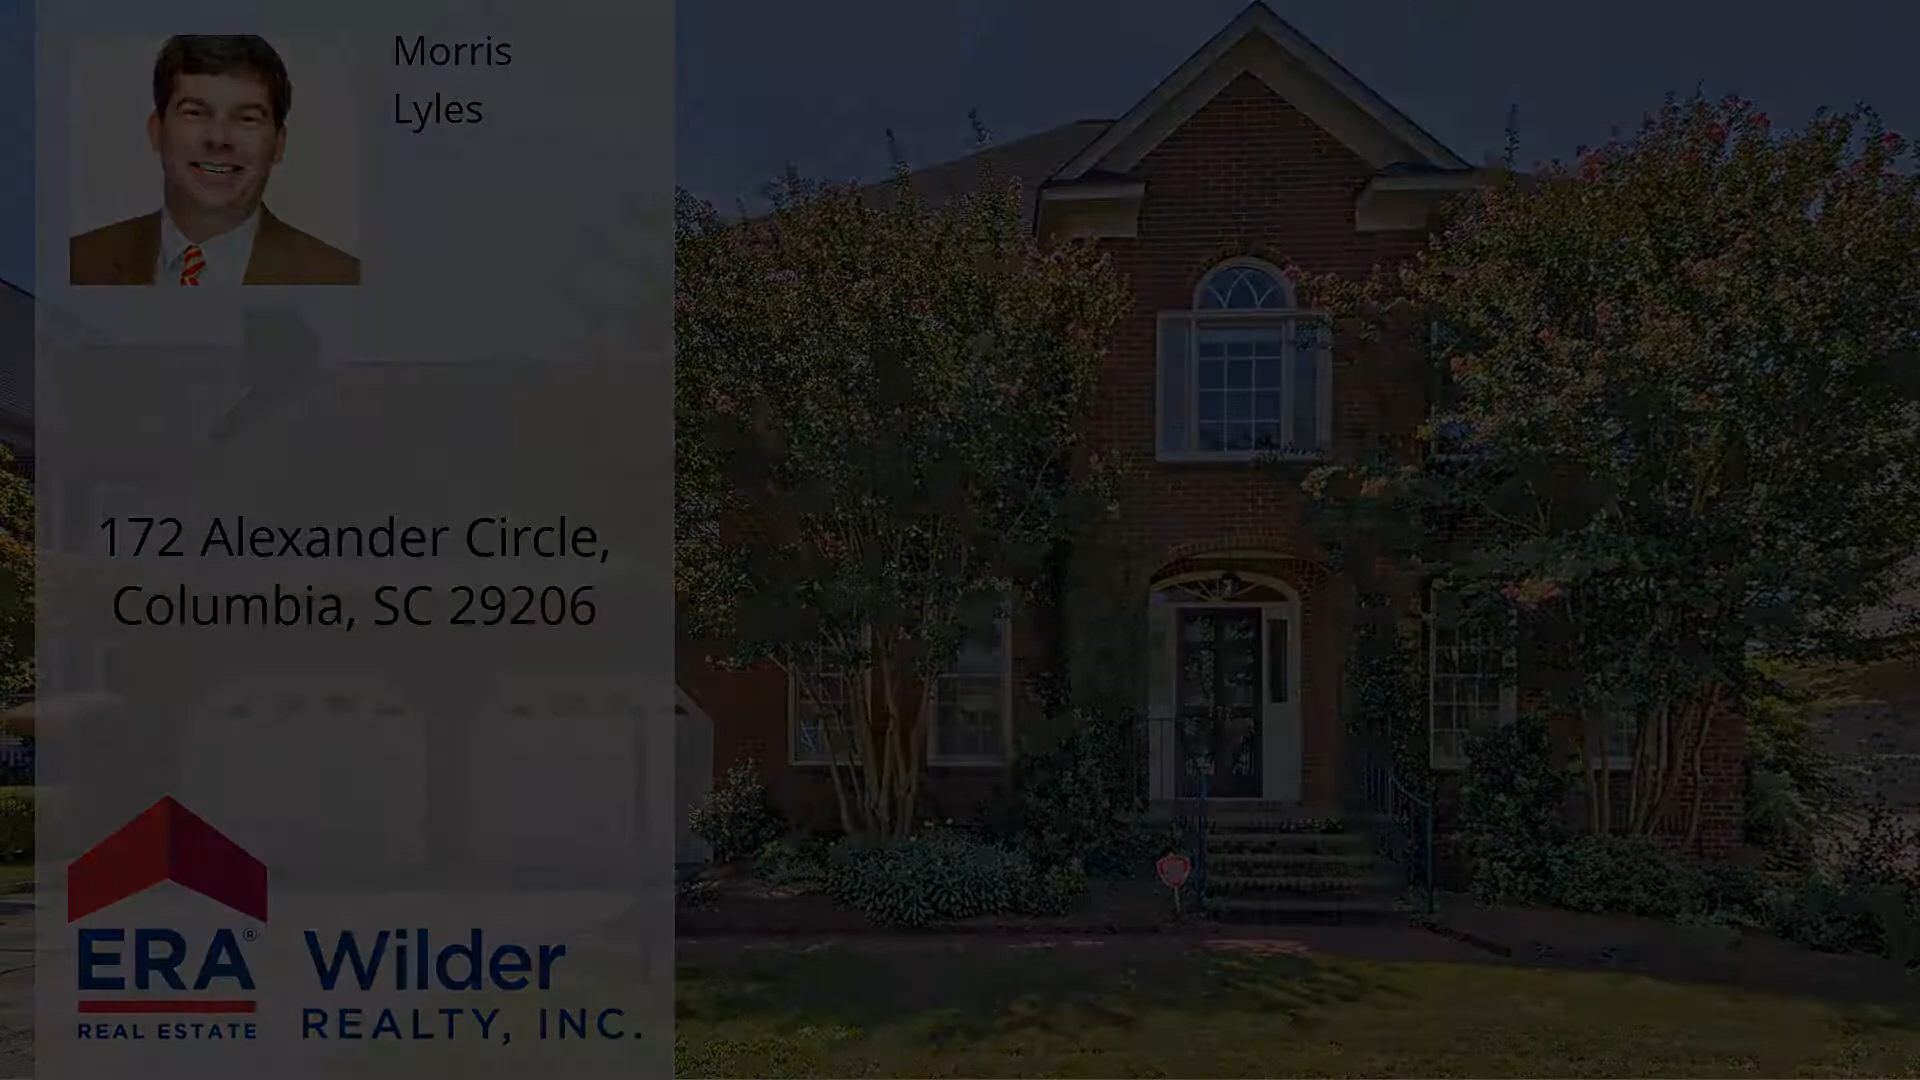 Morris
Lyles
172 Alexander Circle,
Columbia, SC 29206
ERA®
REAL ESTATE
Wilder
REALTY, INC.